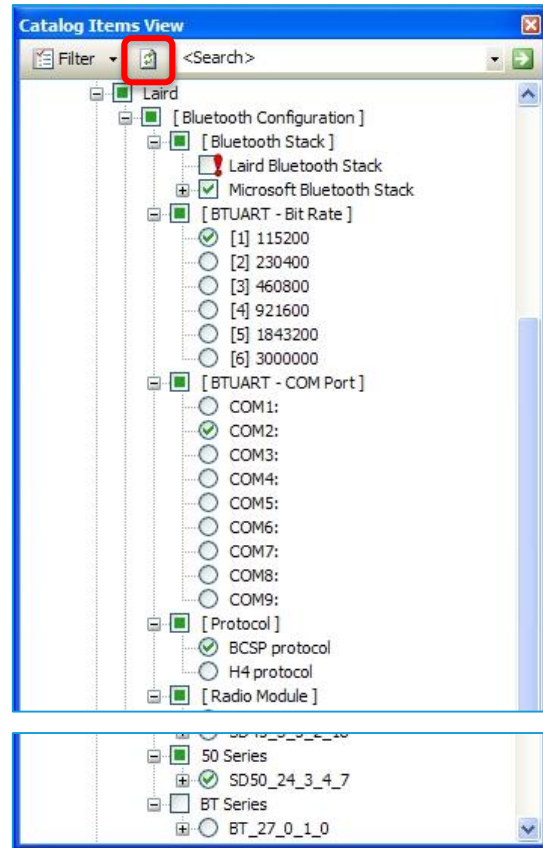 Catalog Items View
Filter <Search>
Laird
[ Bluetooth Configuration ]
[ Bluetooth Stack ]
Laird Bluetooth Stack
Microsoft Bluetooth Stack
[ BTUART - Bit Rate ]
[1] 115200
[2] 230400
[3] 460800
[4] 921600
[5] 1843200
[6] 3000000
[ BTUART - COM Port ]
COM1:
COM2:
COM3:
COM4:
COM5:
COM6:
COM7:
COM8:
COM9:
[ Protocol ]
BCSP protocol
H4 protocol
[ Radio Module ]
50 Series
SD50_24_3_4_7
BT Series
BT_27_0_1_0